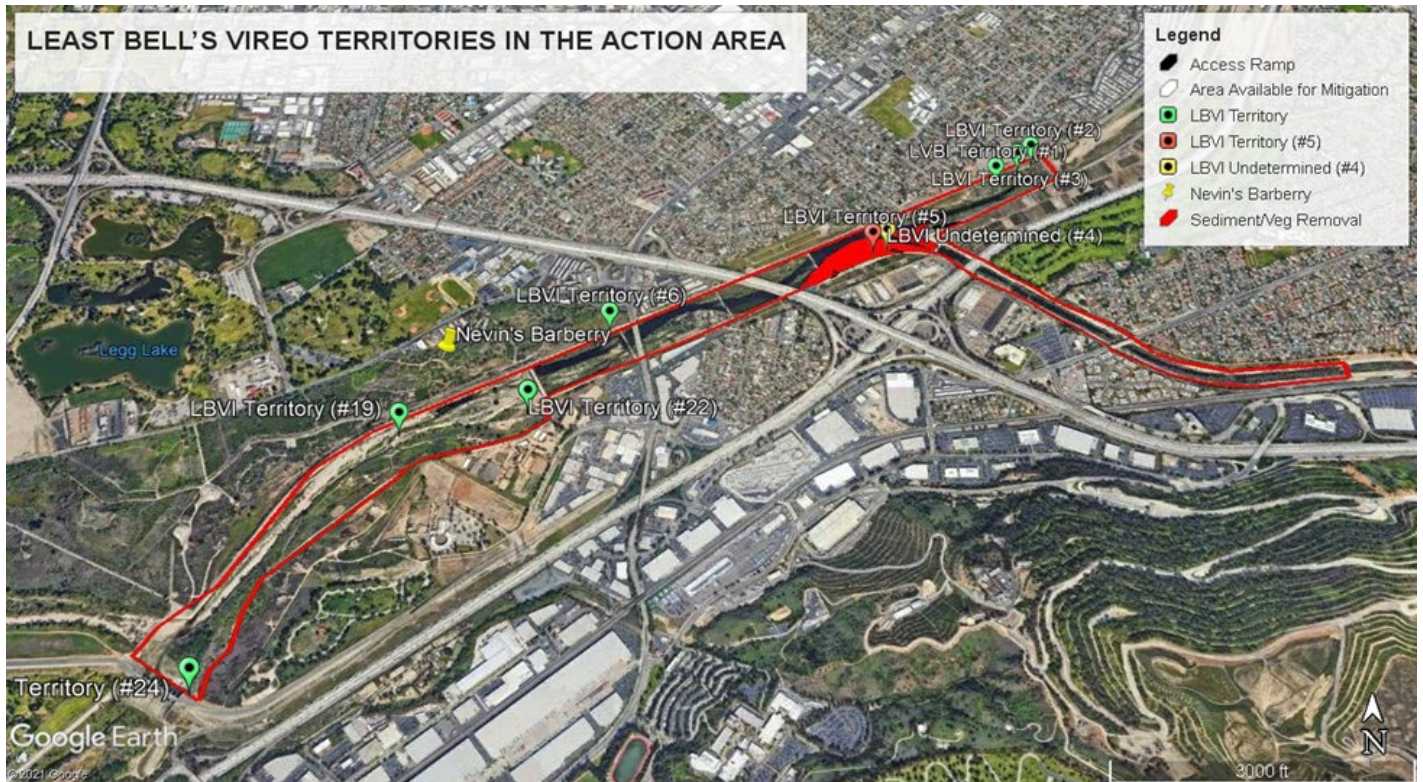 LEAST BELL'S VIREO TERRITORIES IN THE ACTION AREA
Legend
Access Ramp
Area Available for Mitigation
LBVI Territory
LBVI Territory (#5)
LBVI Undetermined (#4)
Nevin's Barberry
Sediment/Veg Removal
LBVI Territory (#2)
LVBI Territory (#1)
LBVI Territory (#3)
LBVI Territory (#5)
LBVI Undetermined (#4)
LBVI Territory (#6)
Nevin's Barberry
Legg Lake
LBVI Territory (#19)
LBVI Territory (#22)
Territory (#24)
Google Earth
©2021 Google
N
3000 ft